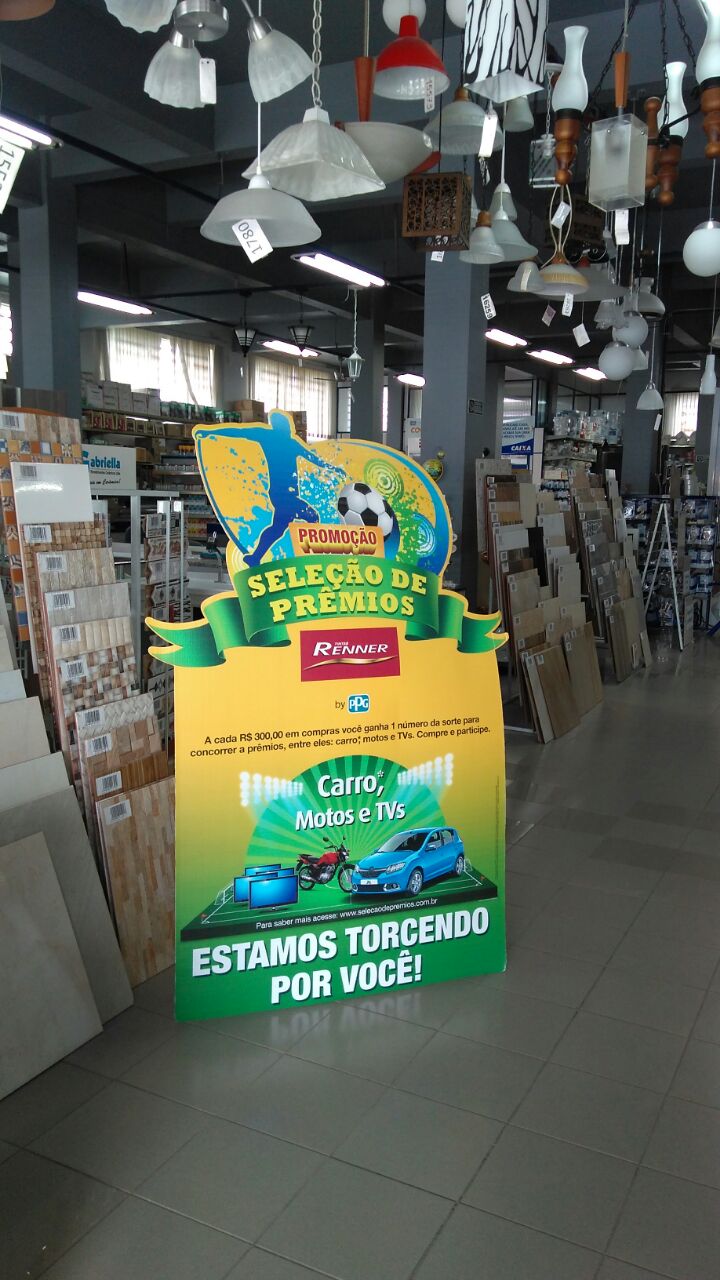 1780
Gabriella
CAIXA
PROMOÇÃO
SELEÇÃO DE
PRÊMIOS
TINTAS
RENNER
by PPG
A cada R$ 300,00 em compras você ganha 1 número da sorte para
concorrer a prêmios, entre eles: carro*, motos e TVs. Compre e participe.
Carro*,
Motos e TVs
Para saber mais acesse: www.selecaodepremios.com.br
ESTAMOS TORCENDO
POR VOCÊ!